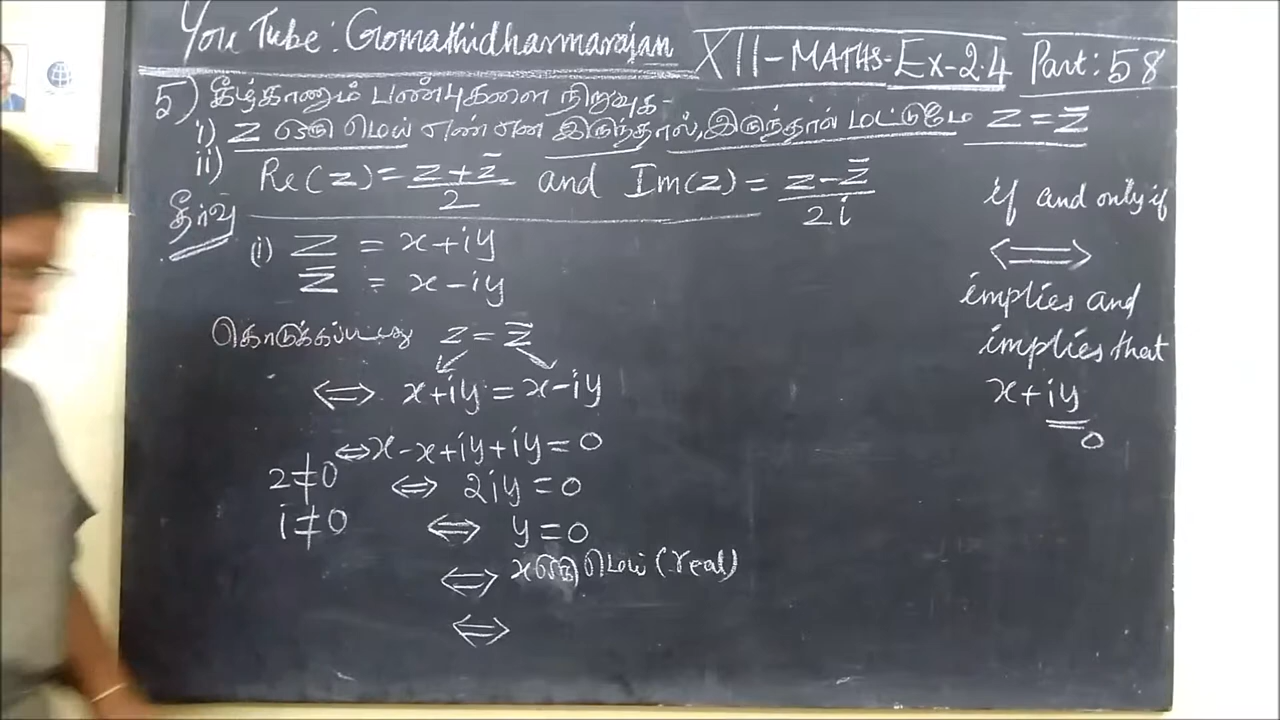 YouTube: Gomathidharmarajan XII-MATHS-Ex-2.4 Part: 58
5) கீழ்காணும் பண்புகளை நிறுவுக-
i) Z ஒரு மெய் எண் என இருந்தால், இருந்தால் மட்டுமே Z = Z̄
ii) Re(z) = (z + z̄)/2 and Im(z) = (z - z̄)/2i
தீர்வு
(i) Z = x+iy
Z̄ = x-iy
கொடுக்கப்பட்டது z = z̄
⇔ x+iy = x-iy
⇔ x-x+iy+iy = 0
2≠0 ⇔ 2iy = 0
i≠0 ⇔ y = 0
⇔ x ஒரு மெய் (real)
⇔
if and only if
⇔
implies and
implies that
x + iy
0